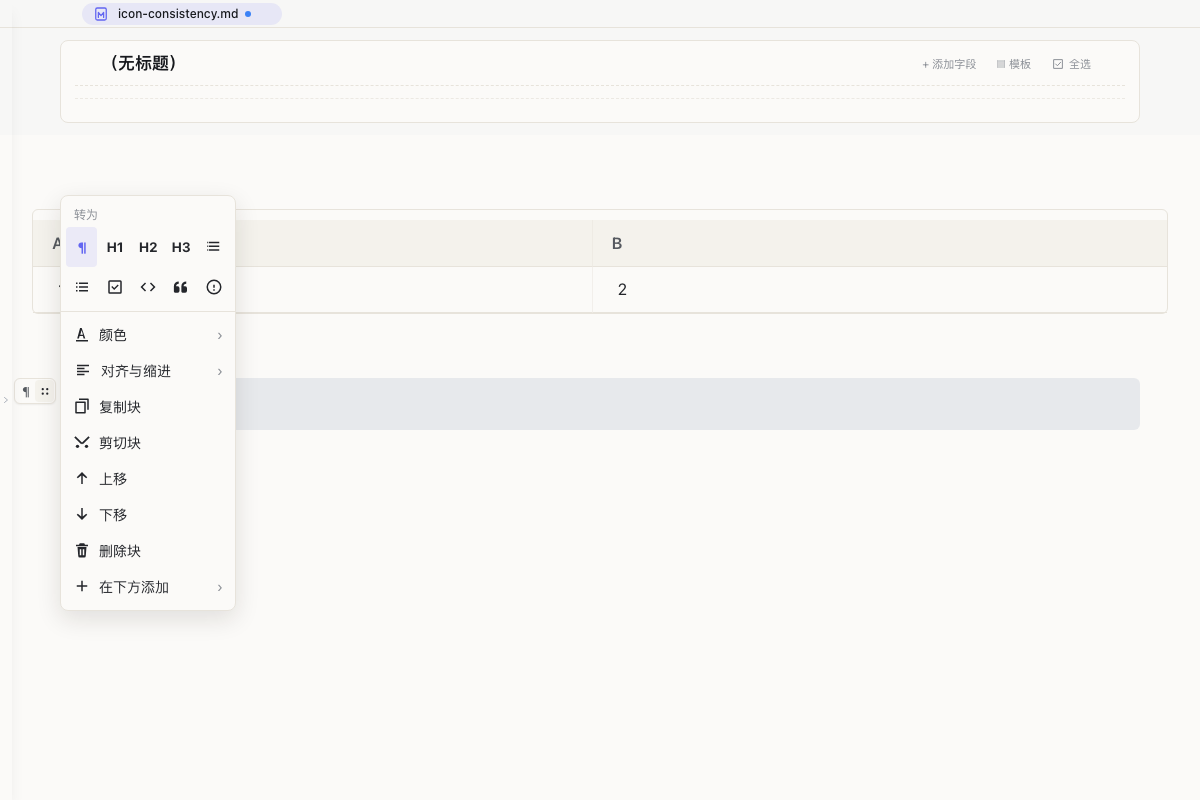 icon-consistency.md
(无标题)
+ 添加字段 模板 全选
转为
¶ H1 H2 H3
A B
2
颜色
对齐与缩进
¶
复制块
剪切块
上移
下移
删除块
在下方添加